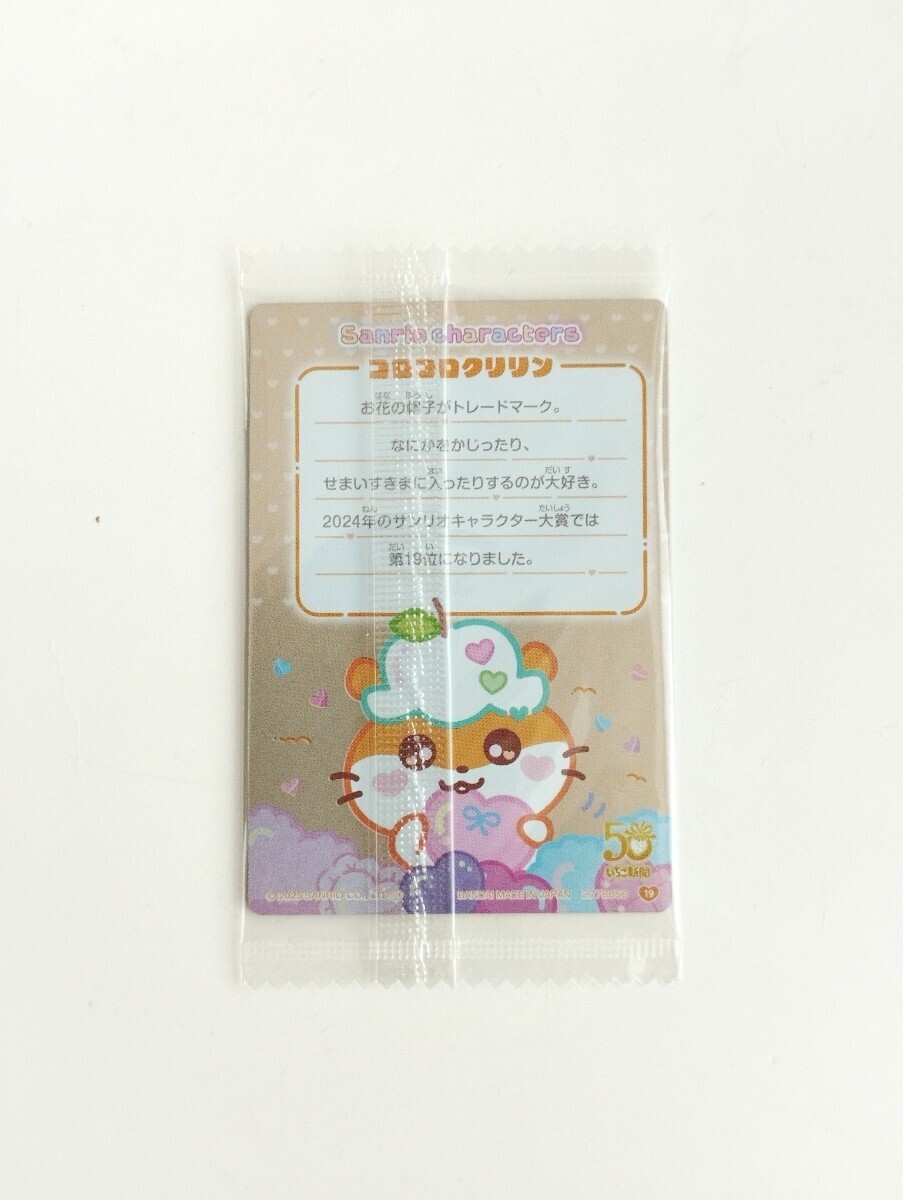 Sanrio characters
コロコロクリリン
お花の帽子がトレードマーク。
なにかをかじったり、
せまいすきまに入ったりするのが大好き。
2024年のサンリオキャラクター大賞では
第19位になりました。
50
いちご新聞
© 2025 SANRIO CO., LTD.
BANDAI MADE IN JAPAN
19